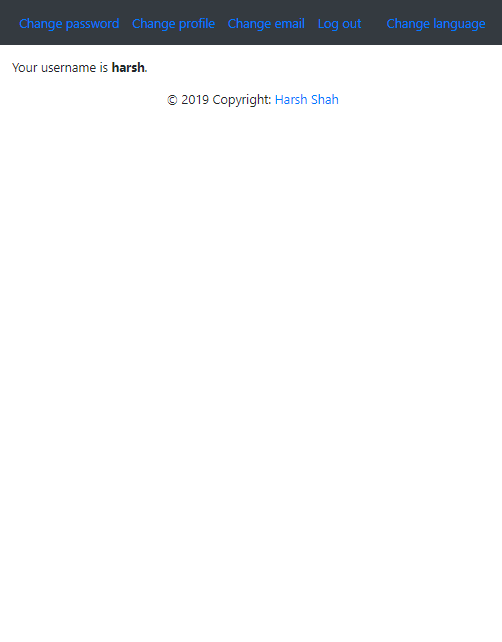 Change password Change profile Change email Log out Change language
Your username is harsh.
© 2019 Copyright: Harsh Shah